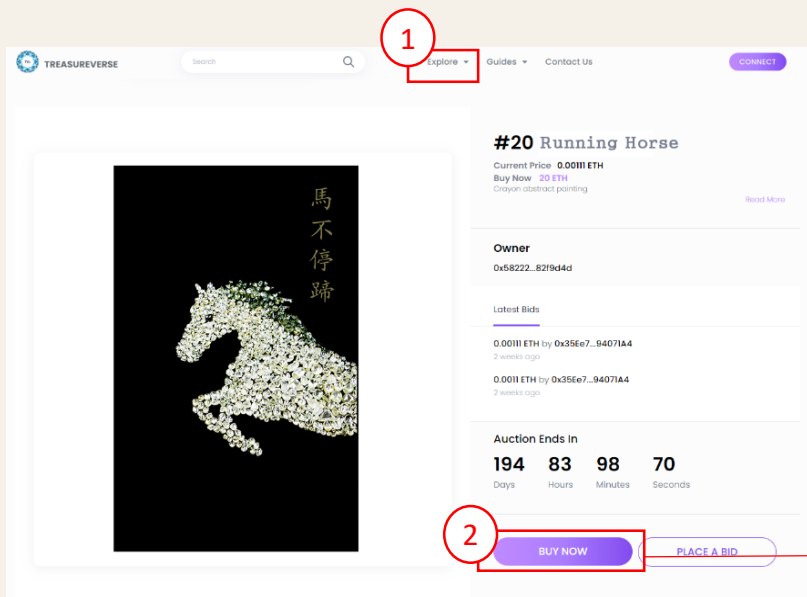 1
TREASUREVERSE
Search
Explore
Guides
Contact Us
CONNECT
馬不停蹄
#20 Running Horse
Current Price 0.00111 ETH
Buy Now 20 ETH
Crayon abstract painting
Read More
Owner
0x58222...82f9d4d
Latest Bids
0.00111 ETH by 0x35Ee7...94071A4
2 weeks ago
0.0011 ETH by 0x35Ee7...94071A4
2 weeks ago
Auction Ends In
194 83 98 70
Days Hours Minutes Seconds
2
BUY NOW
PLACE A BID